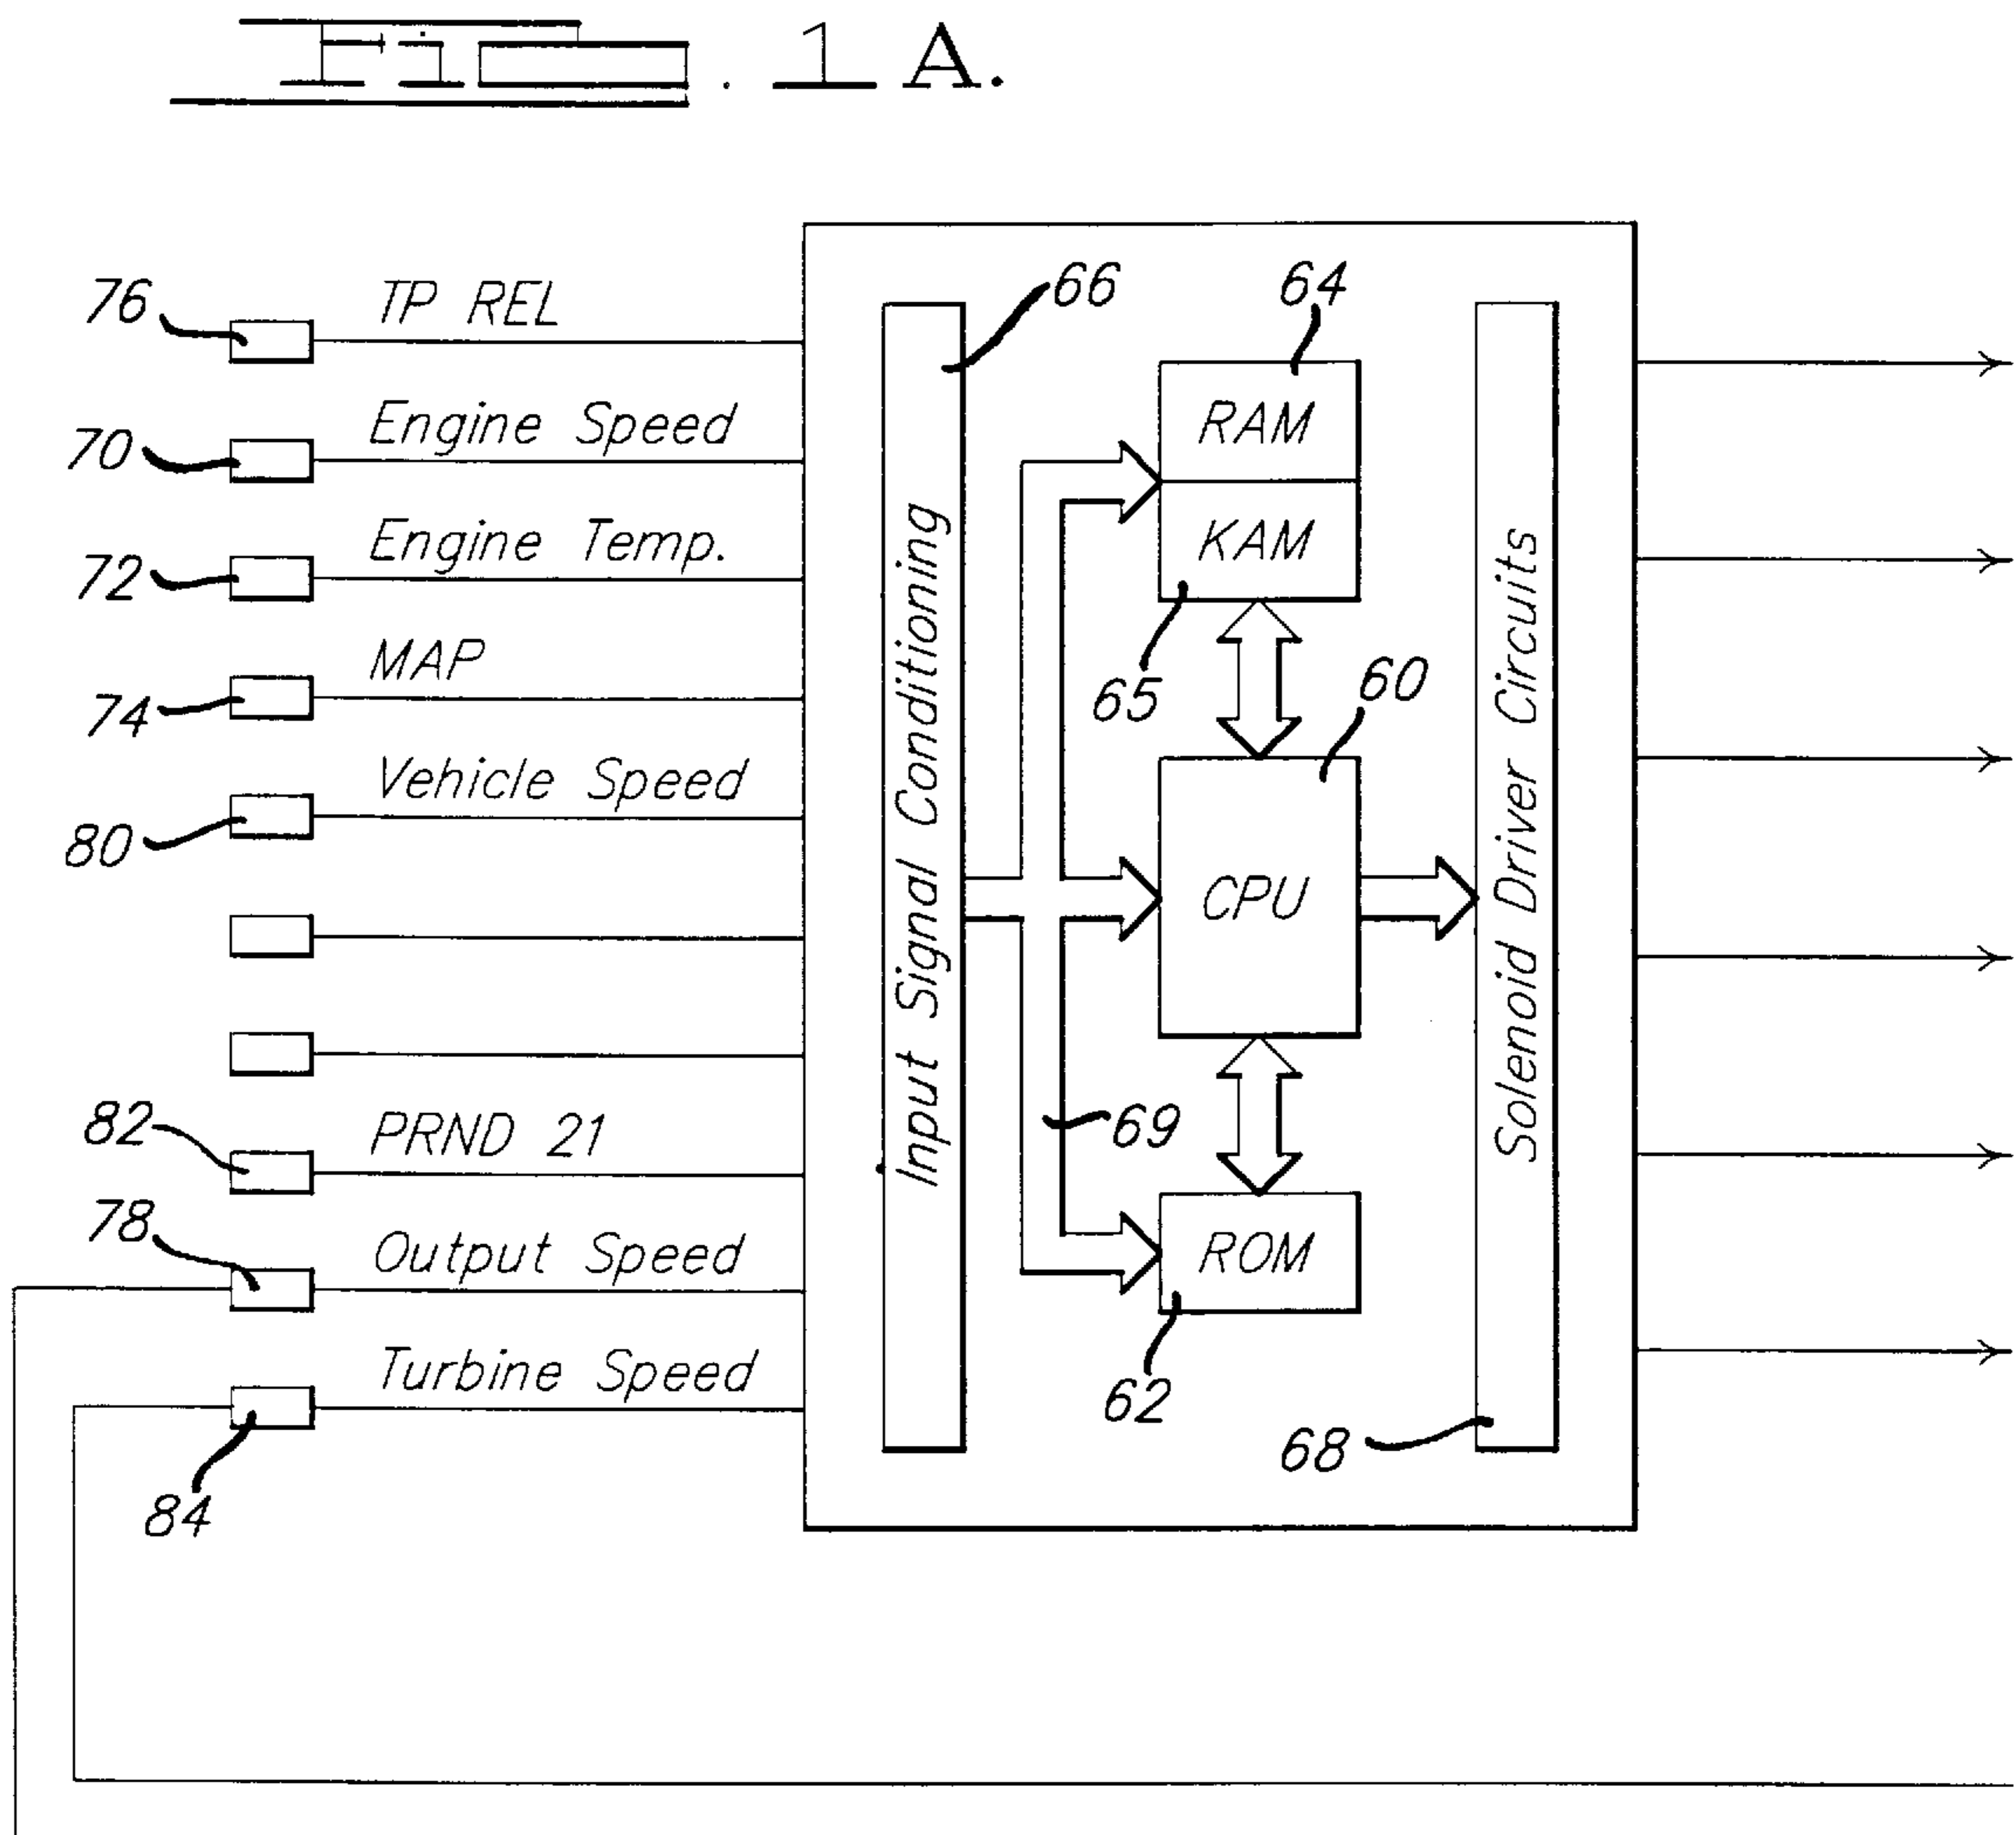 FIG. 1 A.
76
TP REL
70
Engine Speed
72
Engine Temp.
74
MAP
80
Vehicle Speed
82
PRND 21
78
Output Speed
84
Turbine Speed
66
Input Signal Conditioning
64
RAM
KAM
65
60
CPU
69
ROM
62
Solenoid Driver Circuits
68